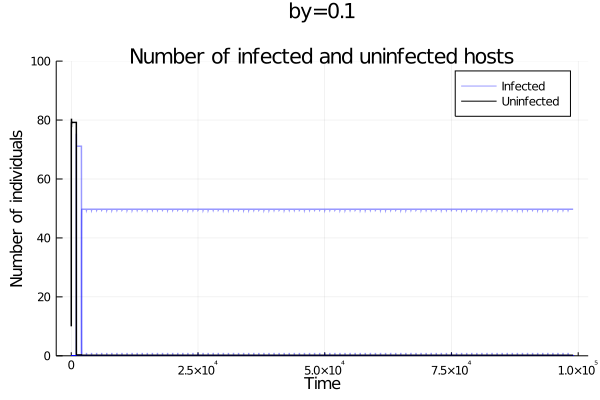 by=0.1
Number of infected and uninfected hosts
Number of individuals
100
80
60
40
20
0
Infected
Uninfected
0 2.5×10⁴ 5.0×10⁴ 7.5×10⁴ 1.0×10⁵
Time